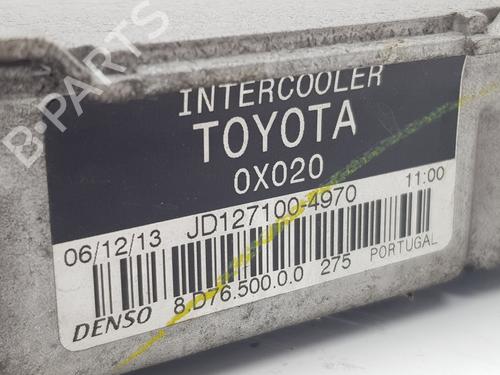 B-PARTS
INTERCOOLER
TOYOTA
0X020
06/12/13 JD127100-4970 11:00
DENSO 8 D76.500.0.0 275 PORTUGAL